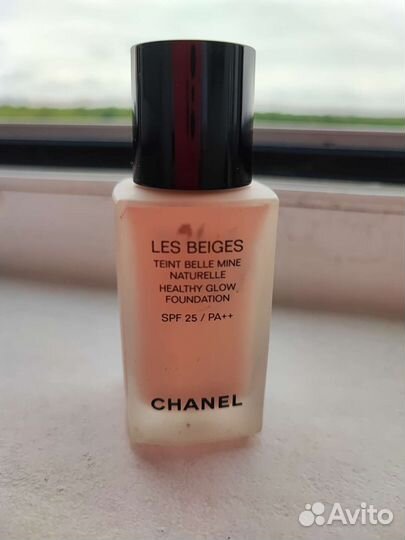 LES BEIGES
TEINT BELLE MINE
NATURELLE
HEALTHY GLOW
FOUNDATION
SPF 25 / PA++
CHANEL
Avito